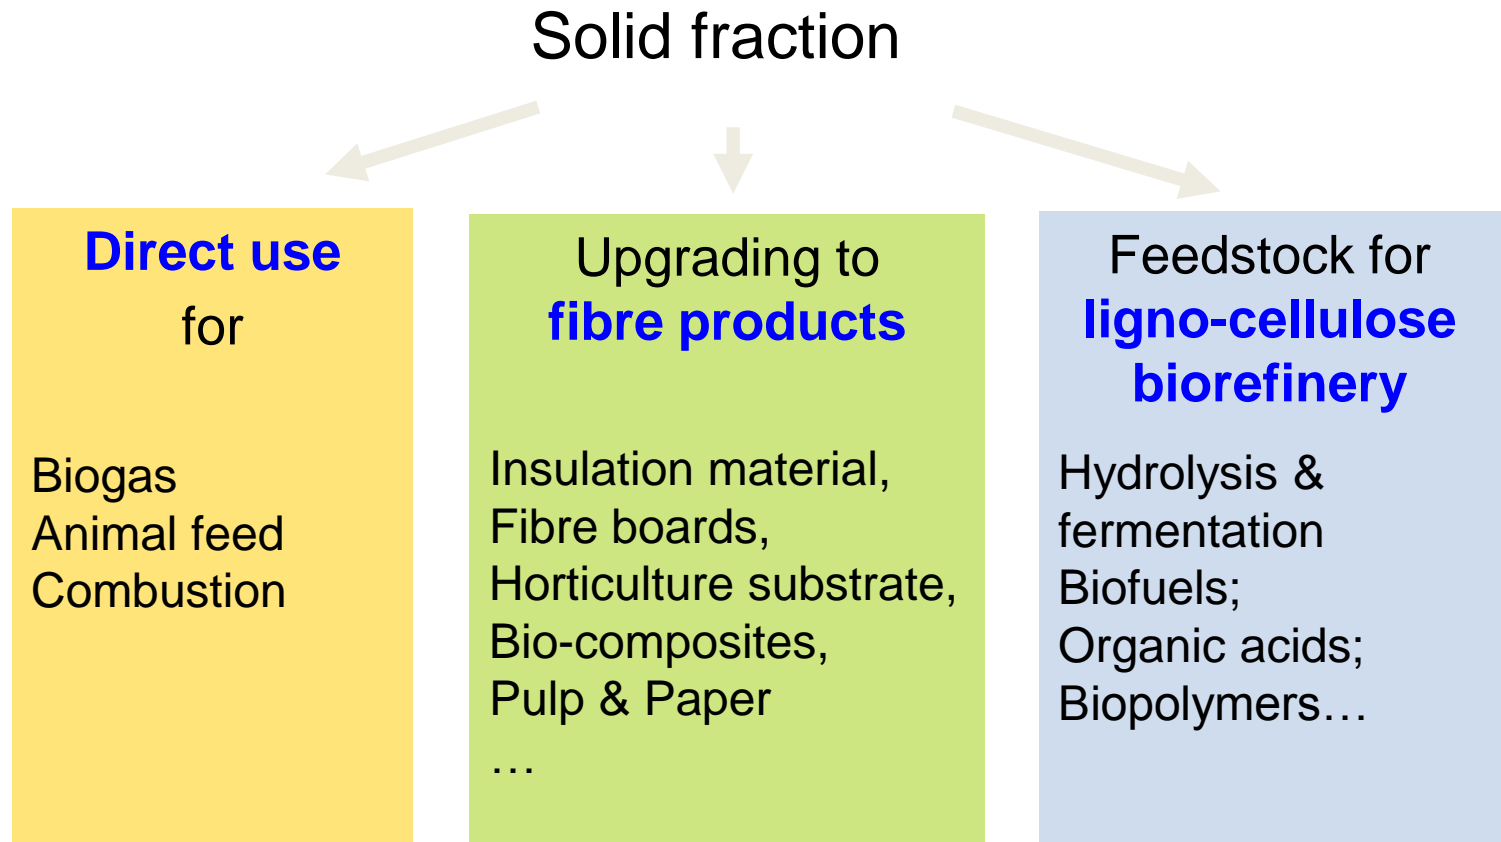 Solid fraction
Direct use
for
Biogas
Animal feed
Combustion
Upgrading to
fibre products
Insulation material,
Fibre boards,
Horticulture substrate,
Bio-composites,
Pulp & Paper
…
Feedstock for
ligno-cellulose
biorefinery
Hydrolysis &
fermentation
Biofuels;
Organic acids;
Biopolymers…